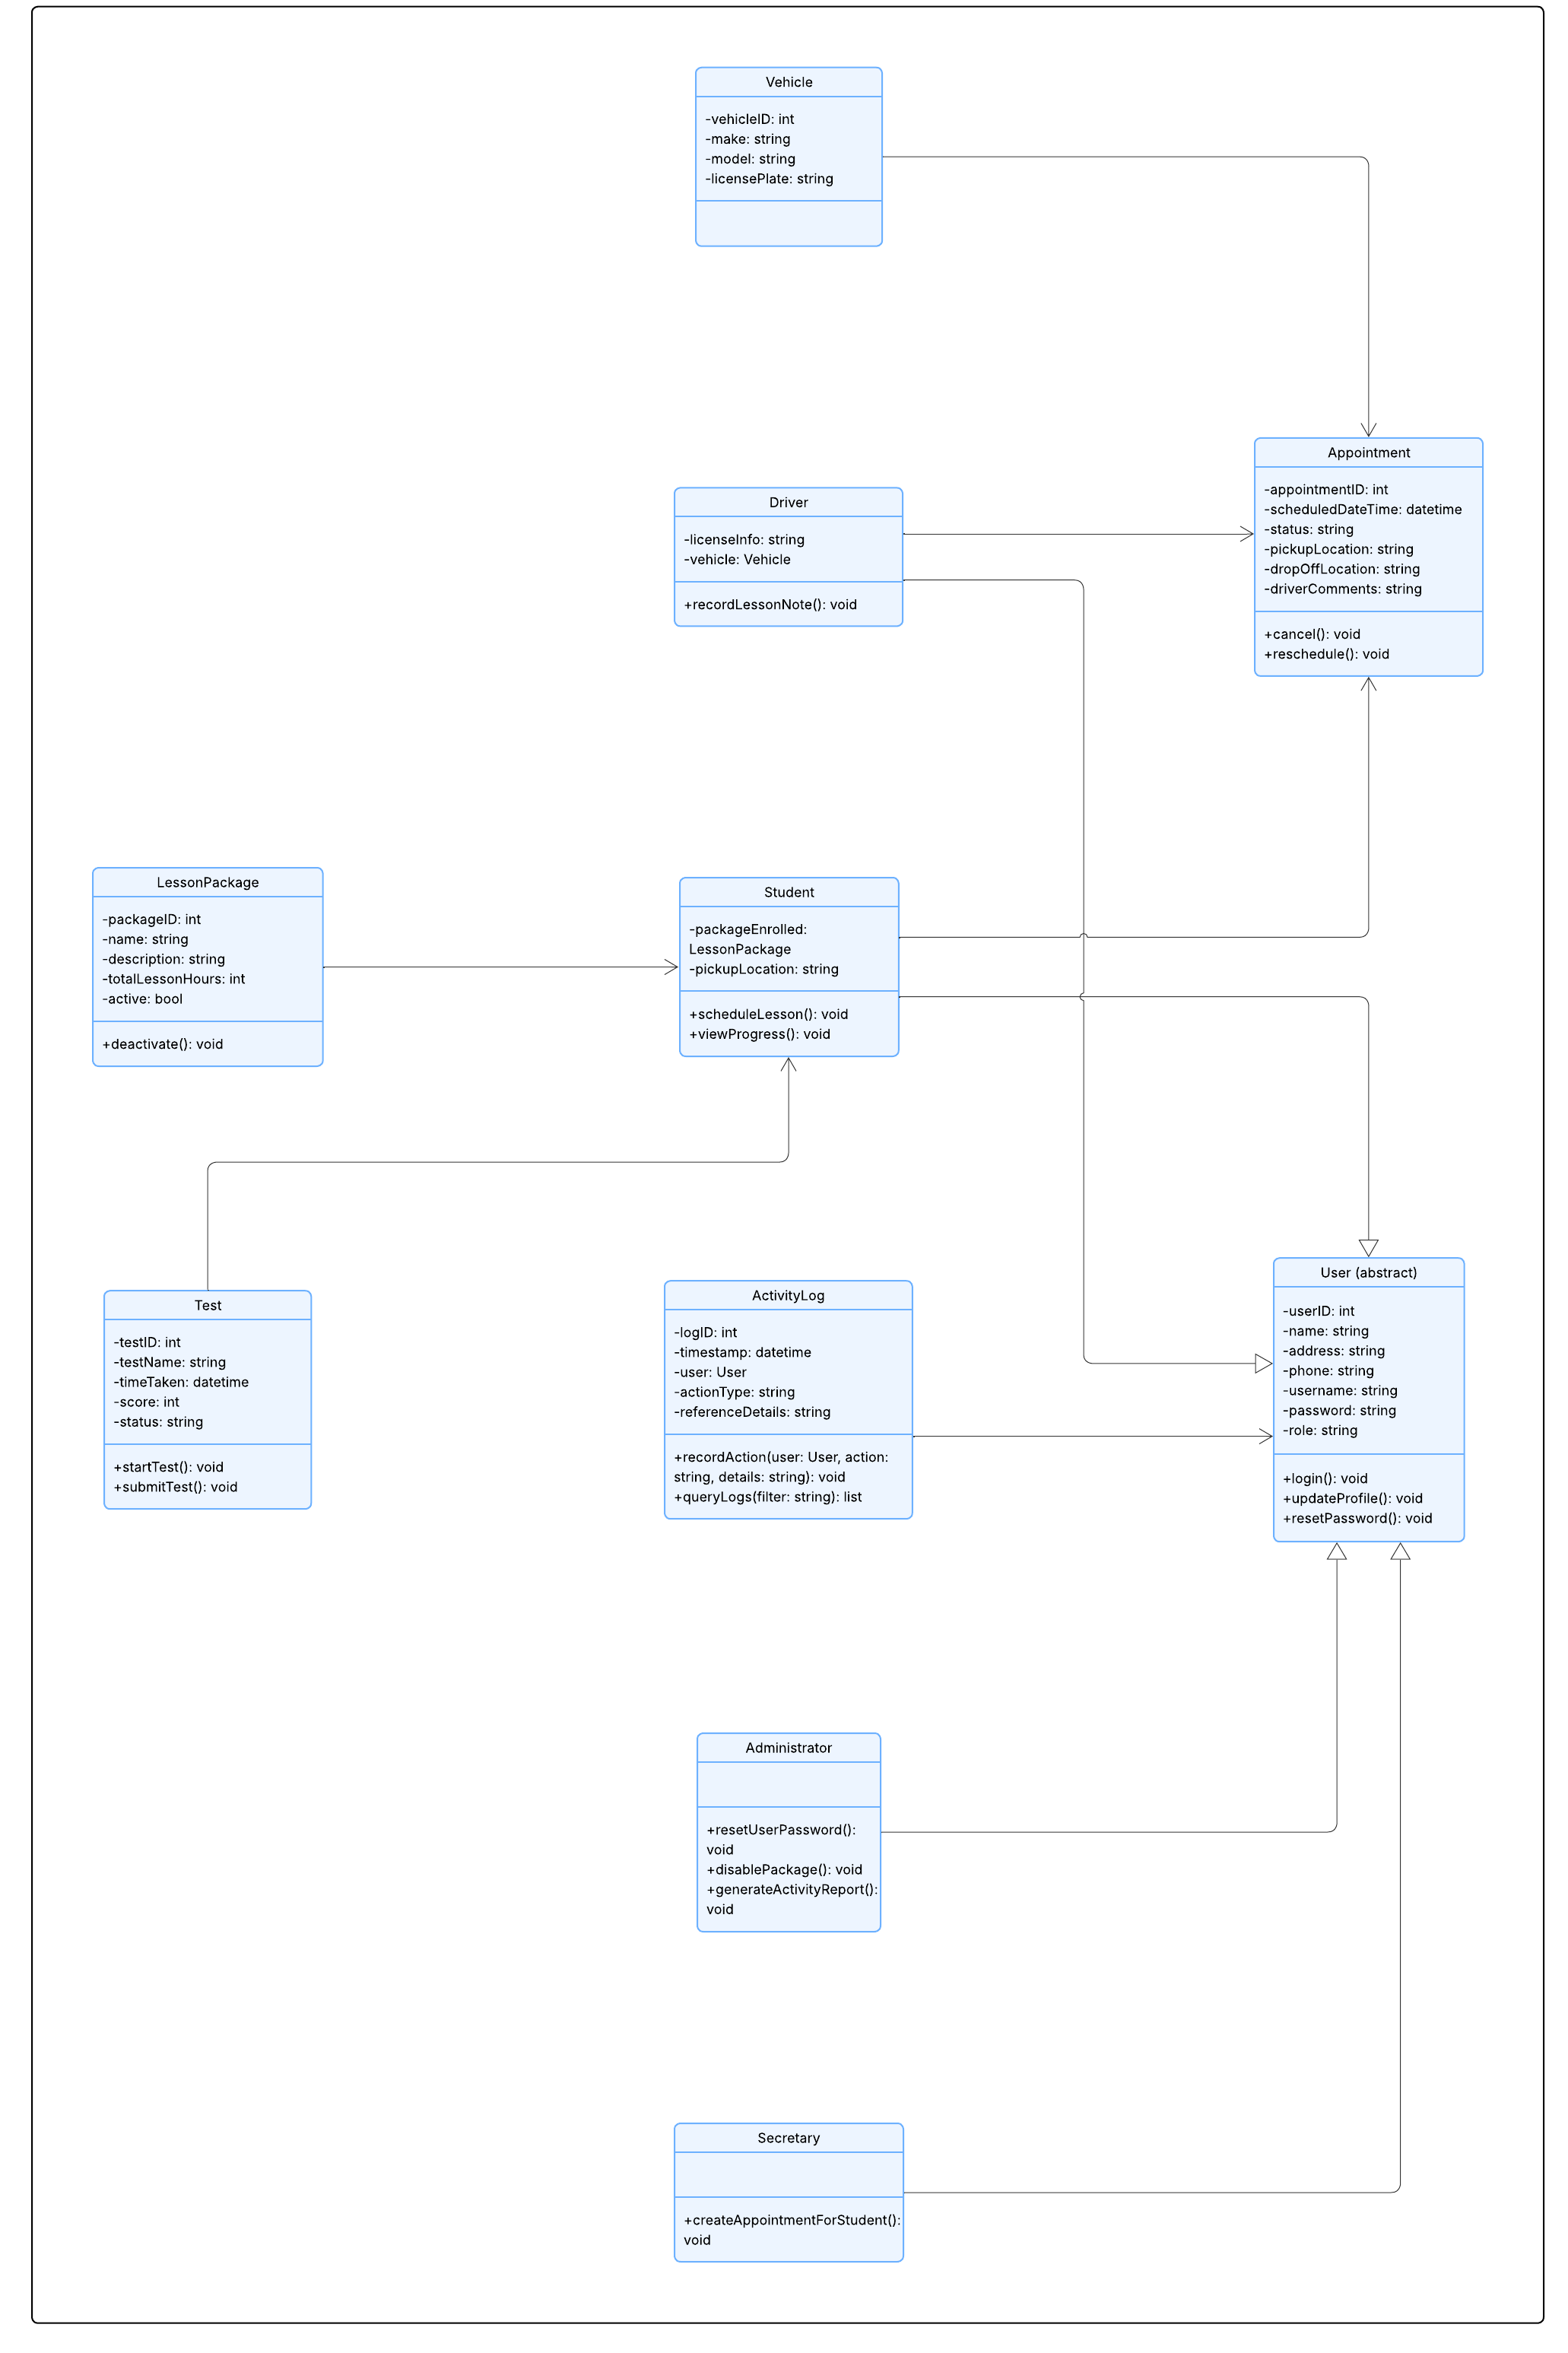 Vehicle
-vehicleID: int
-make: string
-model: string
-licensePlate: string
Appointment
-appointmentID: int
-scheduledDateTime: datetime
-status: string
-pickupLocation: string
-dropOffLocation: string
-driverComments: string
+cancel(): void
+reschedule(): void
Driver
-licenseInfo: string
-vehicle: Vehicle
+recordLessonNote(): void
LessonPackage
-packageID: int
-name: string
-description: string
-totalLessonHours: int
-active: bool
+deactivate(): void
Student
-packageEnrolled:
LessonPackage
-pickupLocation: string
+scheduleLesson(): void
+viewProgress(): void
Test
-testID: int
-testName: string
-timeTaken: datetime
-score: int
-status: string
+startTest(): void
+submitTest(): void
ActivityLog
-logID: int
-timestamp: datetime
-user: User
-actionType: string
-referenceDetails: string
+recordAction(user: User, action:
string, details: string): void
+queryLogs(filter: string): list
User (abstract)
-userID: int
-name: string
-address: string
-phone: string
-username: string
-password: string
-role: string
+login(): void
+updateProfile(): void
+resetPassword(): void
Administrator
+resetUserPassword():
void
+disablePackage(): void
+generateActivityReport():
void
Secretary
+createAppointmentForStudent():
void